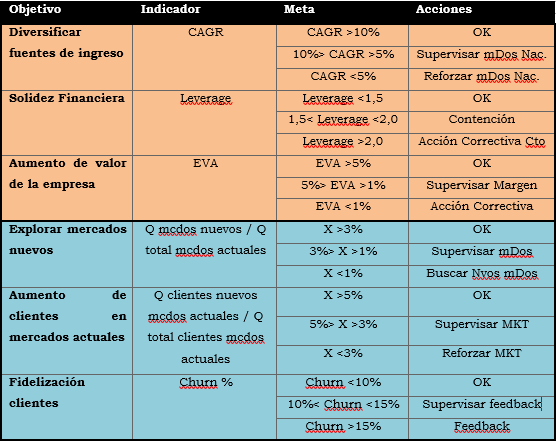 Objetivo Indicador Meta Acciones
Diversificar fuentes de ingreso CAGR CAGR >10% OK
10%> CAGR >5% Supervisar mDos Nac.
CAGR <5% Reforzar mDos Nac.
Solidez Financiera Leverage Leverage <1,5 OK
1,5< Leverage <2,0 Contención
Leverage >2,0 Acción Correctiva Cto
Aumento de valor de la empresa EVA EVA >5% OK
5%> EVA >1% Supervisar Margen
EVA <1% Acción Correctiva
Explorar mercados nuevos Q mcdos nuevos / Q total mcdos actuales X >3% OK
3%> X >1% Supervisar mDos
X <1% Buscar Nvos mDos
Aumento de clientes en mercados actuales Q clientes nuevos mcdos actuales / Q total clientes mcdos actuales X >5% OK
5%> X >3% Supervisar MKT
X <3% Reforzar MKT
Fidelización clientes Churn % Churn <10% OK
10%< Churn <15% Supervisar feedback
Churn >15% Feedback